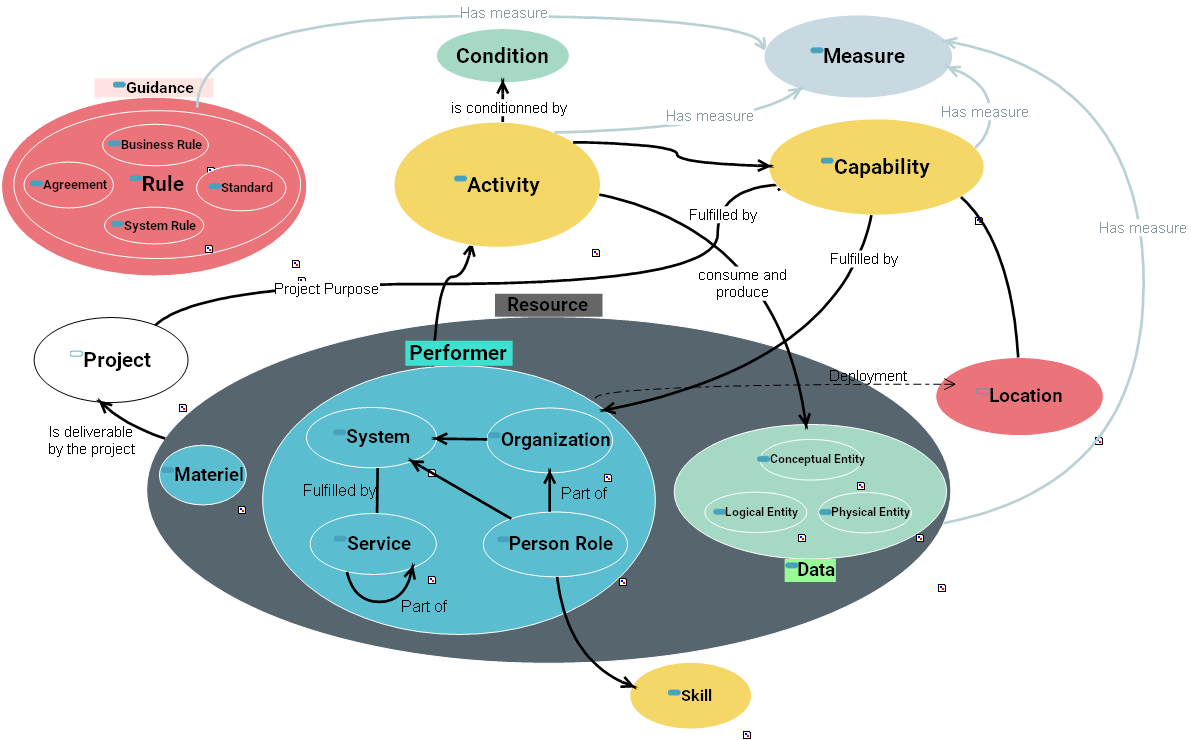 Has measure
Condition
Measure
Guidance
is conditionned by
Has measure
Has measure
Business Rule
Agreement
Rule
Standard
System Rule
Activity
Capability
Fulfilled by
Has measure
Fulfilled by
consume and
produce
Project Purpose
Resource
Project
Performer
Deployment
Location
Is deliverable
by the project
System
Organization
Materiel
Conceptual Entity
Fulfilled by
Part of
Logical Entity
Physical Entity
Service
Person Role
Data
Part of
Skill